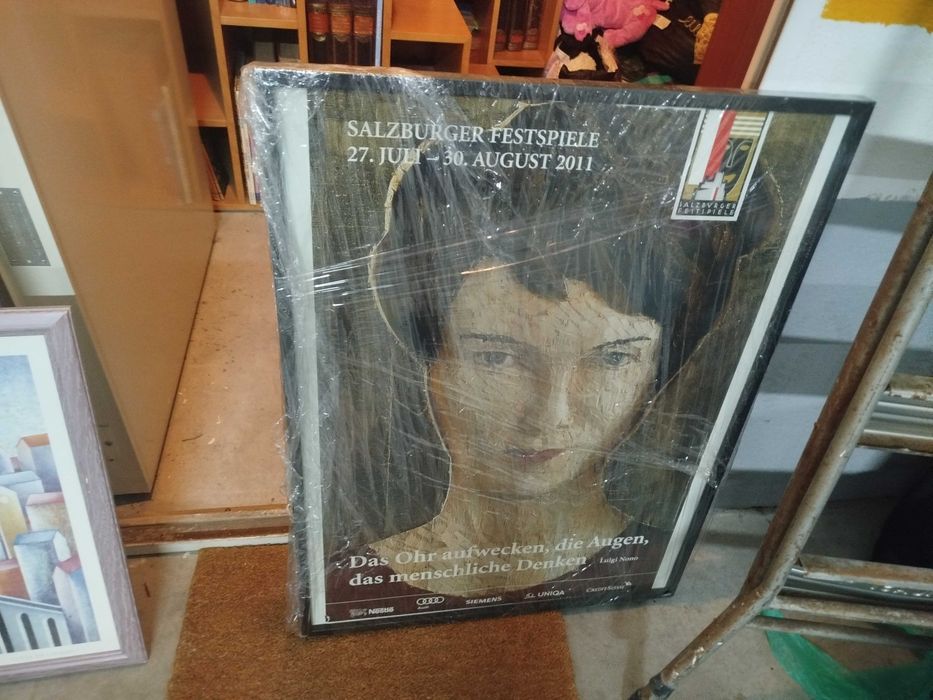 SALZBURGER FESTSPIELE
27. JULI – 30. AUGUST 2011
SALZBURGER
FESTSPIELE
Das Ohr aufwecken, die Augen,
das menschliche Denken Luigi Nono
Nestlé Audi SIEMENS UNIQA CREDIT SUISSE